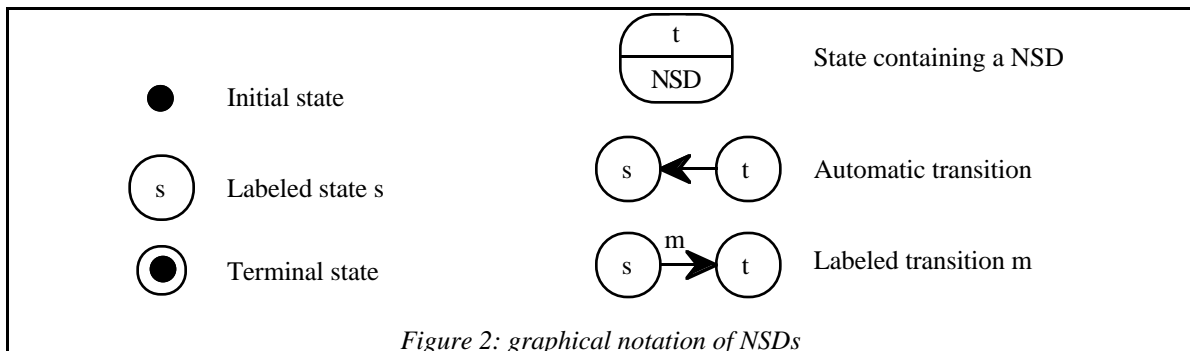 t
NSD
State containing a NSD
Initial state
s
t
Automatic transition
s
Labeled state s
m
s
t
Labeled transition m
Terminal state
Figure 2: graphical notation of NSDs